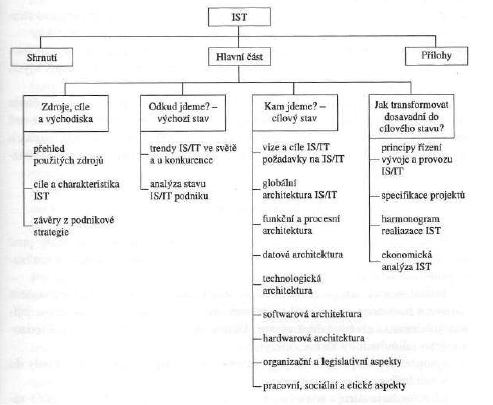 IST
Shrnutí
Hlavní část
Přílohy
Zdroje, cíle
a východiska
přehled
použitých zdrojů
cíle a charakteristika
IST
závěry z podnikové
strategie
Odkud jdeme? –
výchozí stav
trendy IS/IT ve světě
a u konkurence
analýza stavu
IS/IT podniku
Kam jdeme? –
cílový stav
vize a cíle IS/IT
požadavky na IS/IT
globální
architektura IS/IT
funkční a procesní
architektura
datová architektura
technologická
architektura
softwarová architektura
hardwarová architektura
organizační a legislativní aspekty
pracovní, sociální a etické aspekty
Jak transformovat
dosavadní do
cílového stavu?
principy řízení
vývoje a provozu
IS/IT
specifikace projektů
harmonogram
realizace IST
ekonomická
analýza IST